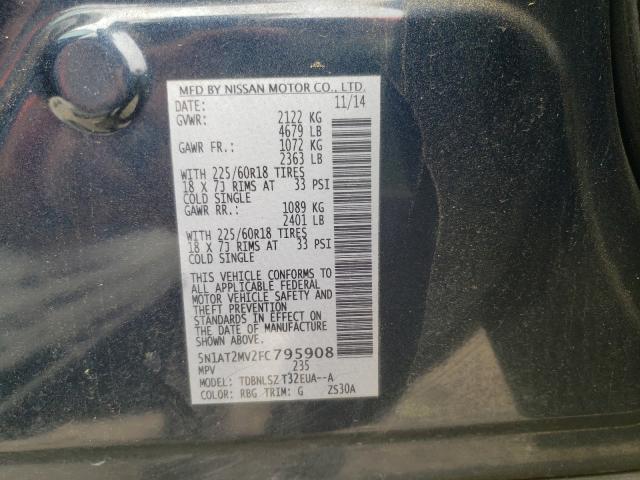 MFD BY NISSAN MOTOR CO., LTD.
DATE: 11/14
GVWR: 2122 KG
4679 LB
GAWR FR.: 1072 KG
2363 LB
WITH 225/60R18 TIRES
18 X 7J RIMS AT 33 PSI
COLD SINGLE
GAWR RR.: 1089 KG
2401 LB
WITH 225/60R18 TIRES
18 X 7J RIMS AT 33 PSI
COLD SINGLE
THIS VEHICLE CONFORMS TO
ALL APPLICABLE FEDERAL
MOTOR VEHICLE SAFETY AND
THEFT PREVENTION
STANDARDS IN EFFECT ON
THE DATE OF MANUFACTURE
SHOWN ABOVE.
5N1AT2MV2FC795908
MPV 235
MODEL: TDBNLSZ T32EUA--A
COLOR: RBG TRIM: G ZS30A